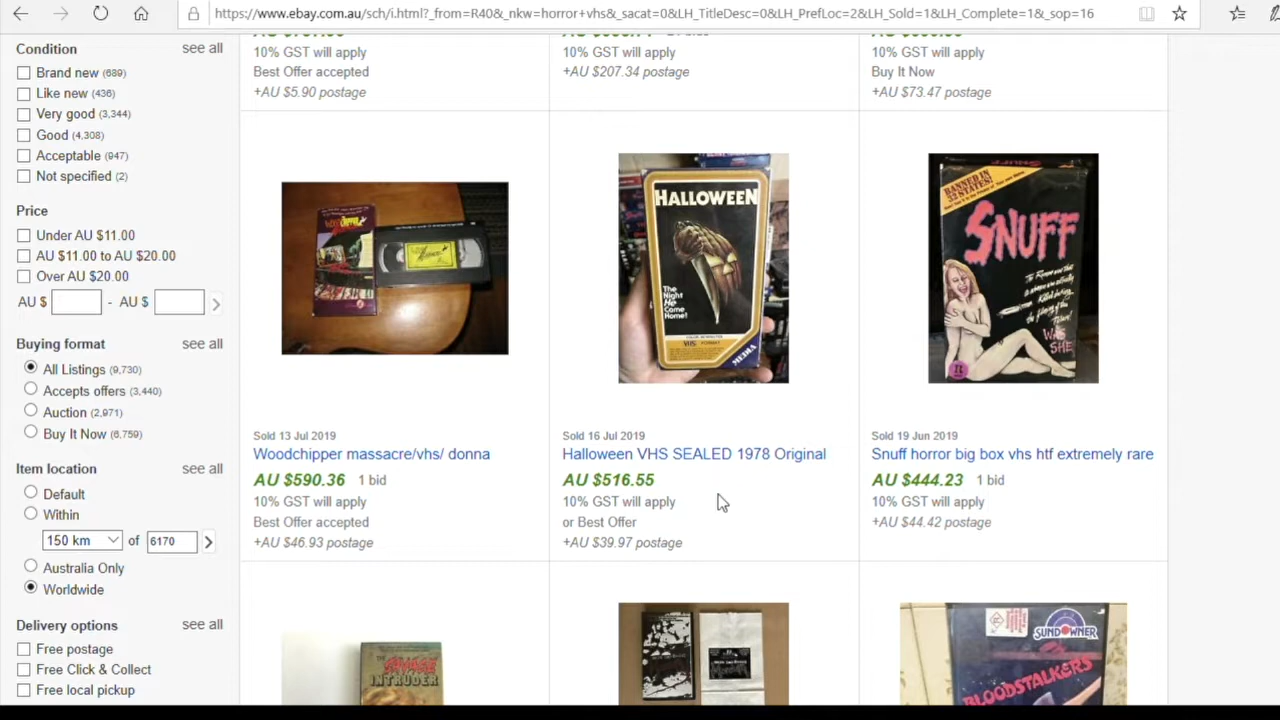 https://www.ebay.com.au/sch/i.html?_from=R40&_nkw=horror+vhs&_sacat=0&LH_TitleDesc=0&LH_PrefLoc=2&LH_Sold=1&LH_Complete=1&_sop=16
Condition
see all
Brand new (689)
Like new (436)
Very good (3,344)
Good (4,308)
Acceptable (947)
Not specified (2)
Price
Under AU $11.00
AU $11.00 to AU $20.00
Over AU $20.00
AU $ - AU $
Buying format
see all
All Listings (9,730)
Accepts offers (3,440)
Auction (2,971)
Buy It Now (6,759)
Item location
see all
Default
Within
150 km of 6170
Australia Only
Worldwide
Delivery options
see all
Free postage
Free Click & Collect
Free local pickup
10% GST will apply
Best Offer accepted
+AU $5.90 postage
10% GST will apply
+AU $207.34 postage
10% GST will apply
Buy It Now
+AU $73.47 postage
Sold 13 Jul 2019
Woodchipper massacre/vhs/ donna
AU $590.36 1 bid
10% GST will apply
Best Offer accepted
+AU $46.93 postage
HALLOWEEN
The
Night
He
Came
Home!
VHS FORMAT
MEDIA
Sold 16 Jul 2019
Halloween VHS SEALED 1978 Original
AU $516.55
10% GST will apply
or Best Offer
+AU $39.97 postage
BANNED IN
32 STATES!
SNUFF
WAS
SHE
Sold 19 Jun 2019
Snuff horror big box vhs htf extremely rare
AU $444.23 1 bid
10% GST will apply
+AU $44.42 postage
THE
SAVAGE
INTRUDER
SUNDOWNER
BLOODSTALKERS